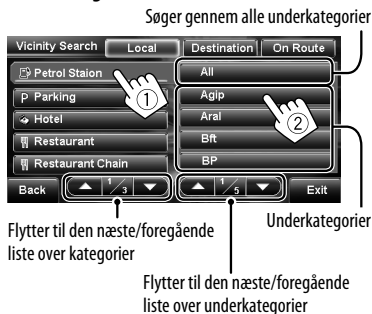 Søger gennem alle underkategorier
Vicinity Search Local Destination On Route
Petrol Staion All
P Parking Agip
Hotel Aral
Restaurant Bft
Restaurant Chain BP
1
2
Back 1/3 1/5 Exit
Underkategorier
Flytter til den næste/foregående
liste over kategorier
Flytter til den næste/foregående
liste over underkategorier